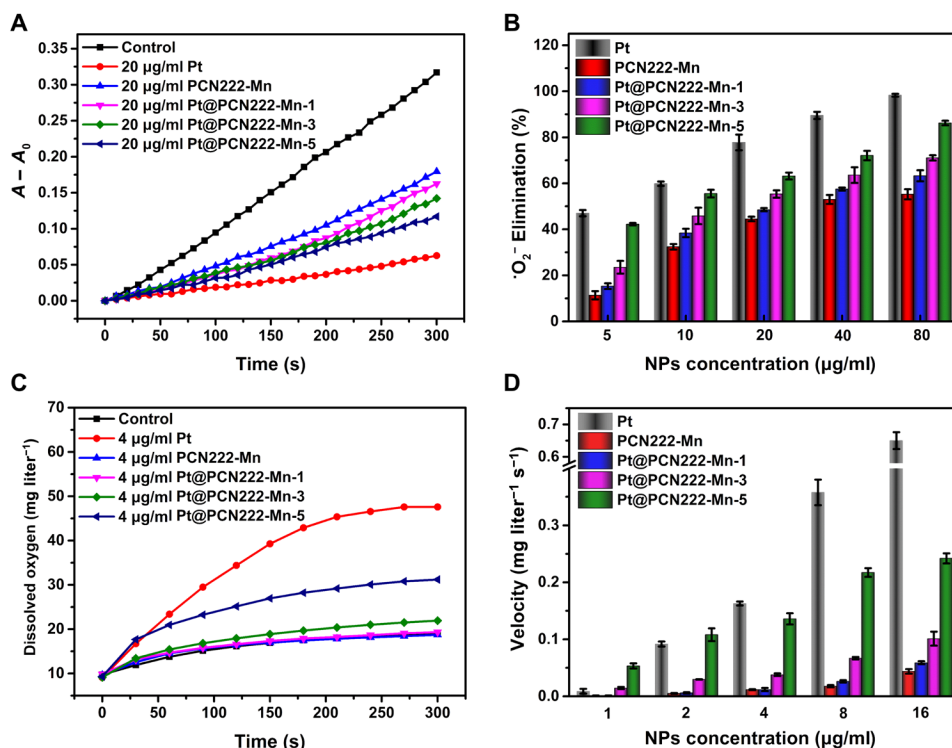 A
A – A₀
0.35
0.30
0.25
0.20
0.15
0.10
0.05
0.00
Control
20 µg/ml Pt
20 µg/ml PCN222-Mn
20 µg/ml Pt@PCN222-Mn-1
20 µg/ml Pt@PCN222-Mn-3
20 µg/ml Pt@PCN222-Mn-5
0 50 100 150 200 250 300
Time (s)
B
·O₂⁻ Elimination (%)
120
100
80
60
40
20
0
Pt
PCN222-Mn
Pt@PCN222-Mn-1
Pt@PCN222-Mn-3
Pt@PCN222-Mn-5
5 10 20 40 80
NPs concentration (µg/ml)
C
Dissolved oxygen (mg liter⁻¹)
70
60
50
40
30
20
10
0
Control
4 µg/ml Pt
4 µg/ml PCN222-Mn
4 µg/ml Pt@PCN222-Mn-1
4 µg/ml Pt@PCN222-Mn-3
4 µg/ml Pt@PCN222-Mn-5
0 50 100 150 200 250 300
Time (s)
D
Velocity (mg liter⁻¹ s⁻¹)
0.7
0.6
0.3
0.2
0.1
0.0
Pt
PCN222-Mn
Pt@PCN222-Mn-1
Pt@PCN222-Mn-3
Pt@PCN222-Mn-5
1 2 4 8 16
NPs concentration (µg/ml)